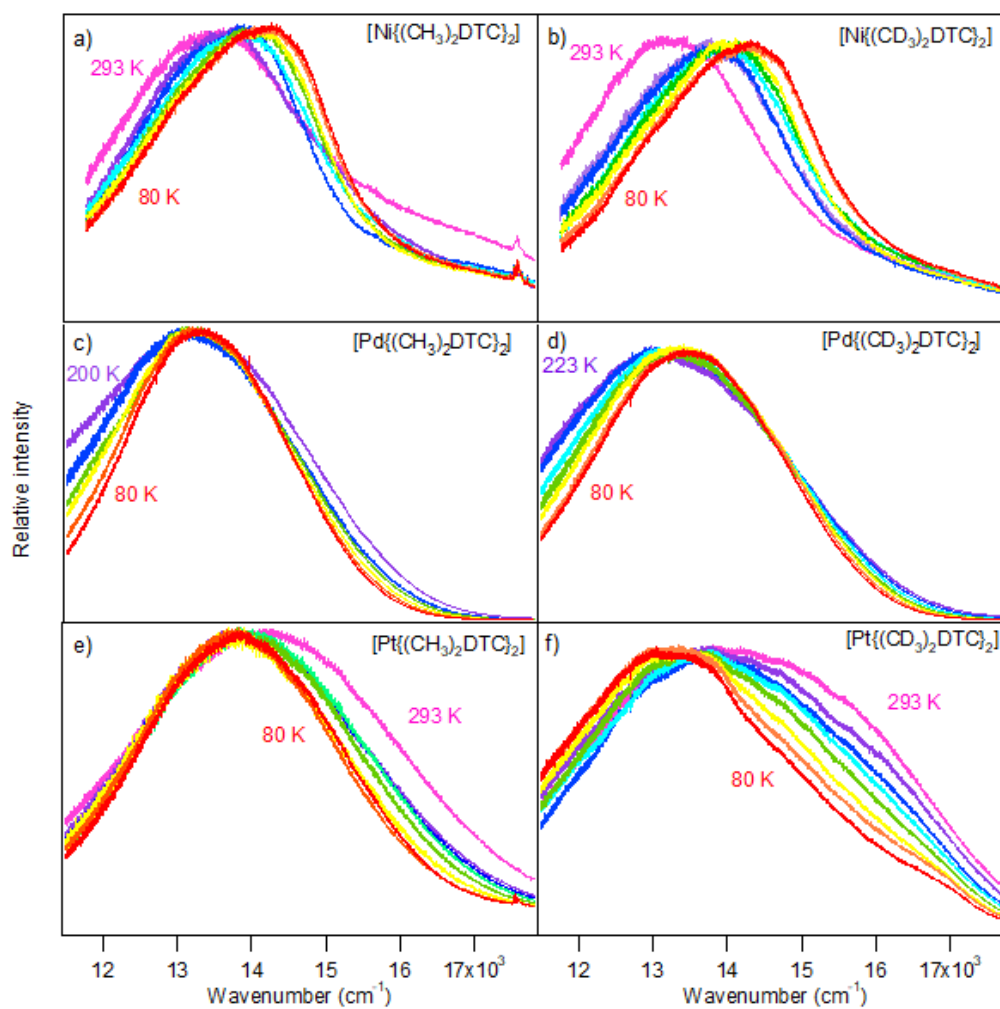 a)
[Ni{(CH₃)₂DTC}₂]
293 K
80 K
b)
[Ni{(CD₃)₂DTC}₂]
293 K
80 K
c)
[Pd{(CH₃)₂DTC}₂]
200 K
80 K
d)
[Pd{(CD₃)₂DTC}₂]
223 K
80 K
e)
[Pt{(CH₃)₂DTC}₂]
293 K
80 K
f)
[Pt{(CD₃)₂DTC}₂]
293 K
80 K
Relative intensity
12 13 14 15 16 17x10³
Wavenumber (cm⁻¹)
12 13 14 15 16 17x10³
Wavenumber (cm⁻¹)